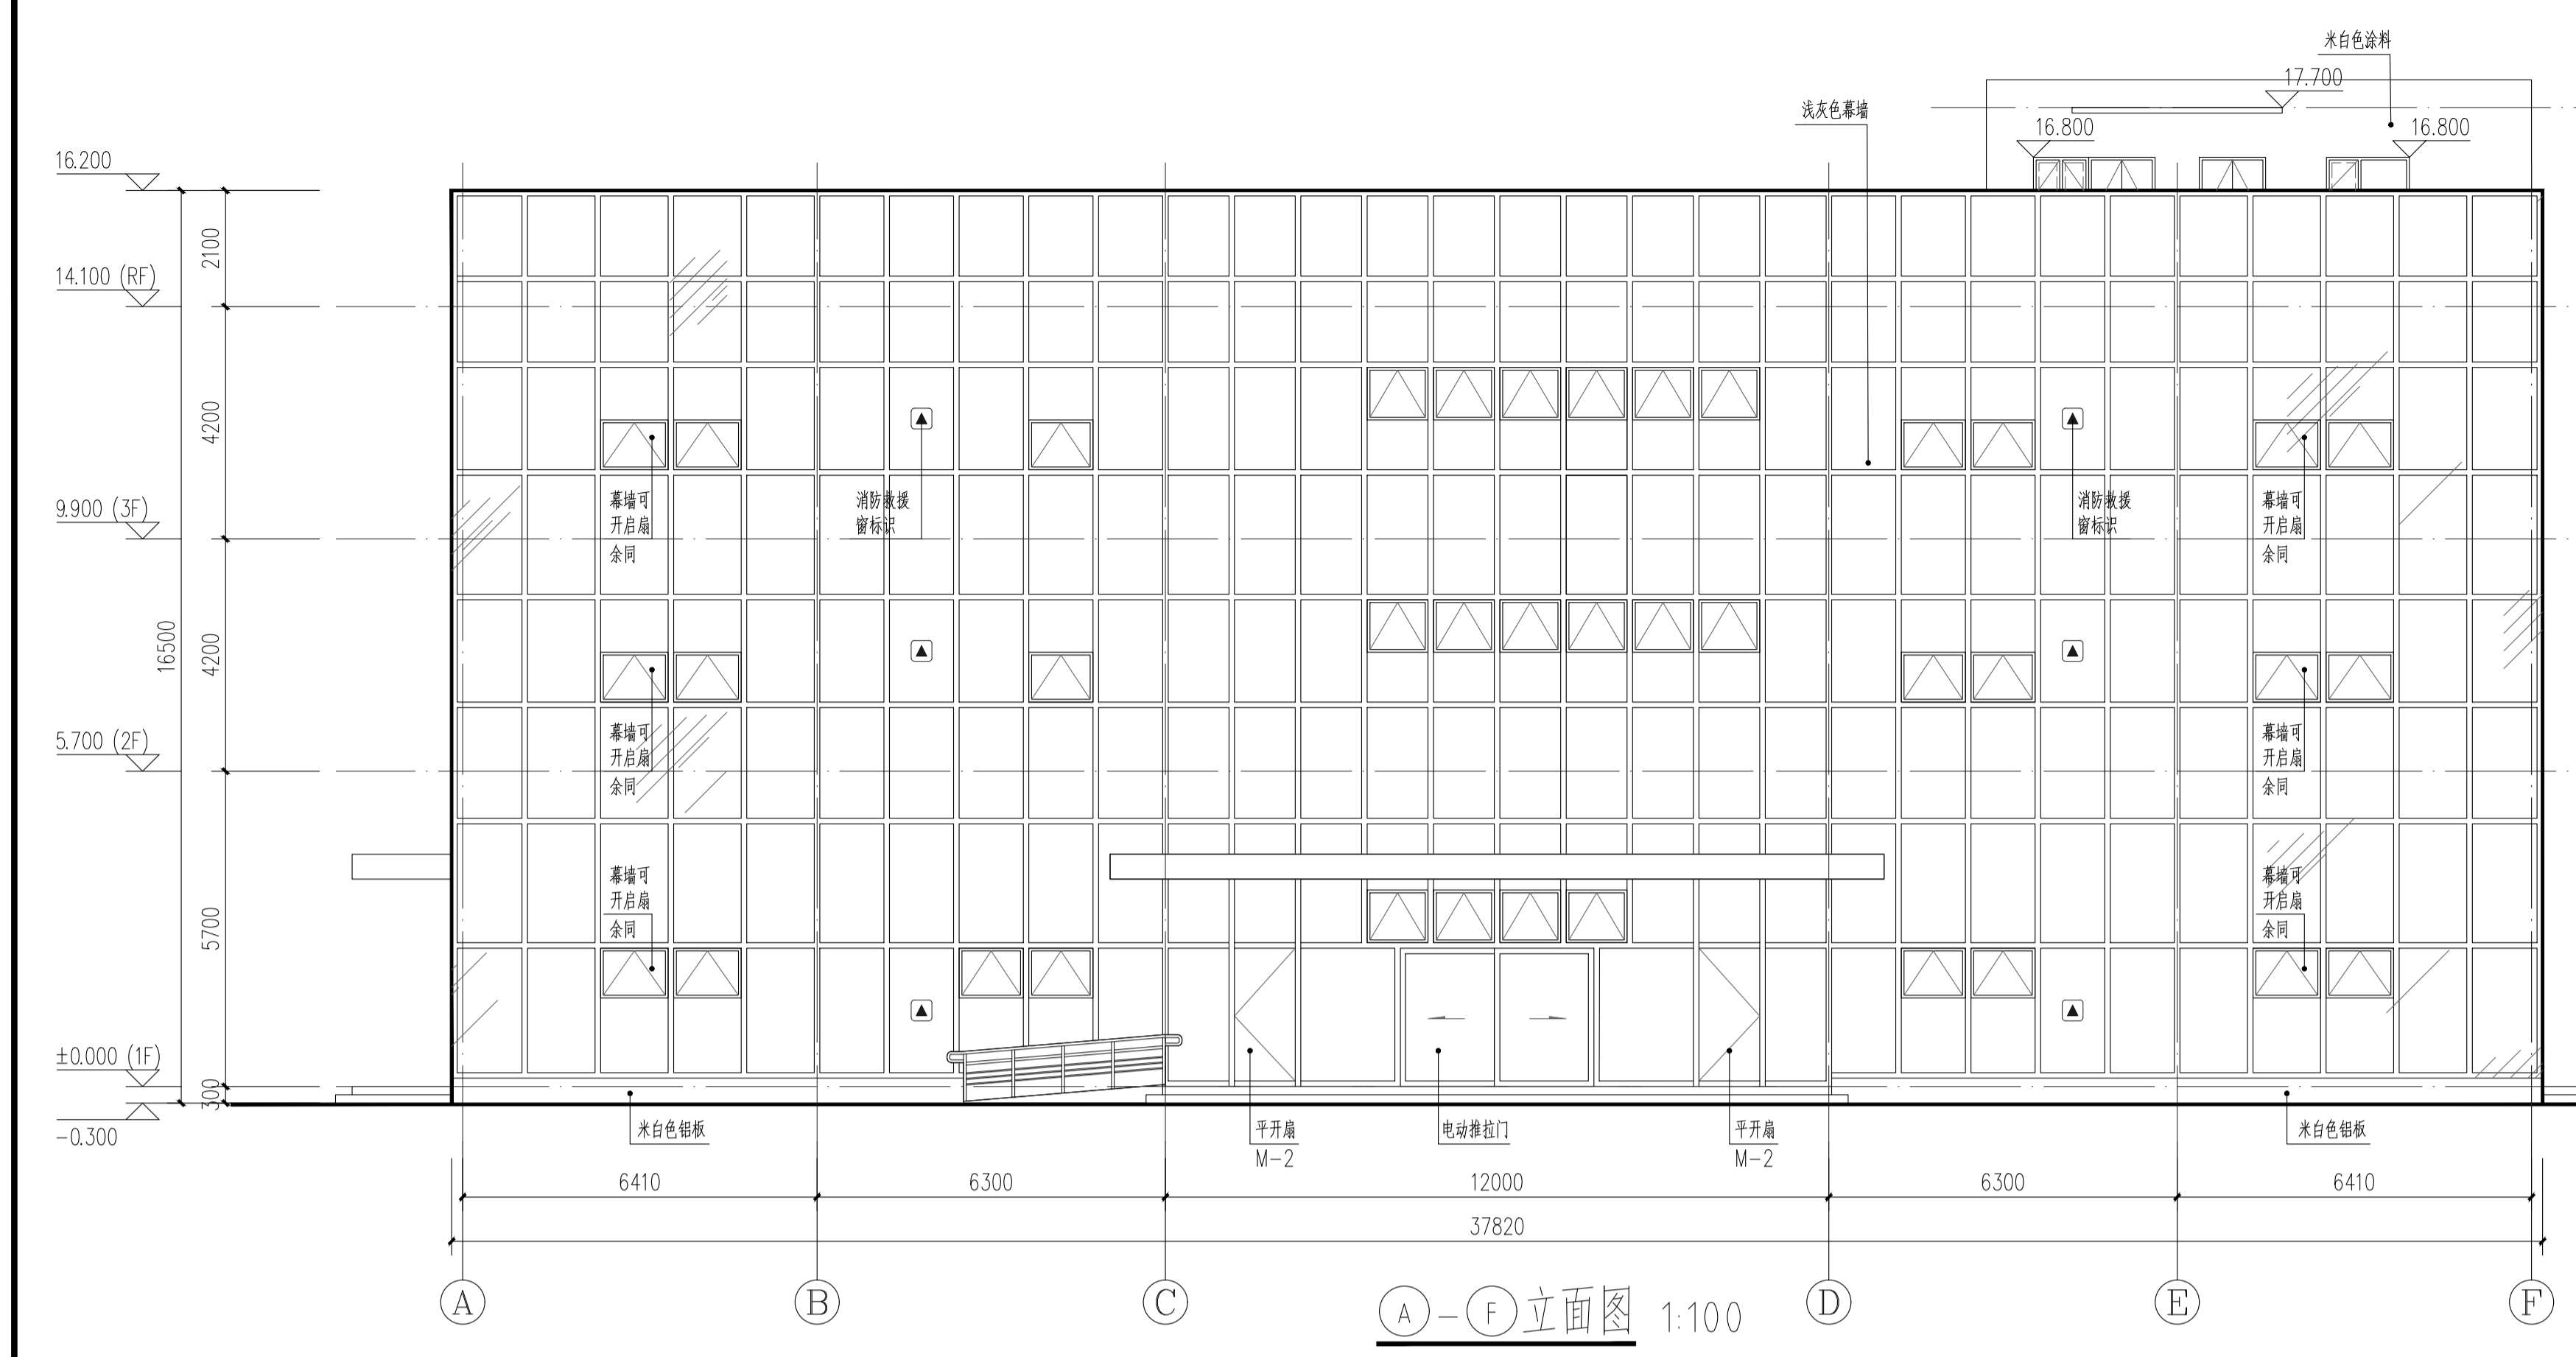 米白色涂料
17.700
浅灰色幕墙
16.800
16.800
16.200
2100
14.100 (RF)
4200
幕墙可
开启扇
余同
消防救援
窗标识
消防救援
窗标识
幕墙可
开启扇
余同
9.900 (3F)
16500
4200
幕墙可
开启扇
余同
幕墙可
开启扇
余同
5.700 (2F)
5700
幕墙可
开启扇
余同
幕墙可
开启扇
余同
±0.000 (1F)
300
-0.300
米白色铝板
平开扇
M-2
电动推拉门
平开扇
M-2
米白色铝板
6410
6300
12000
6300
6410
37820
A
B
C
D
E
F
A - F 立面图 1:100